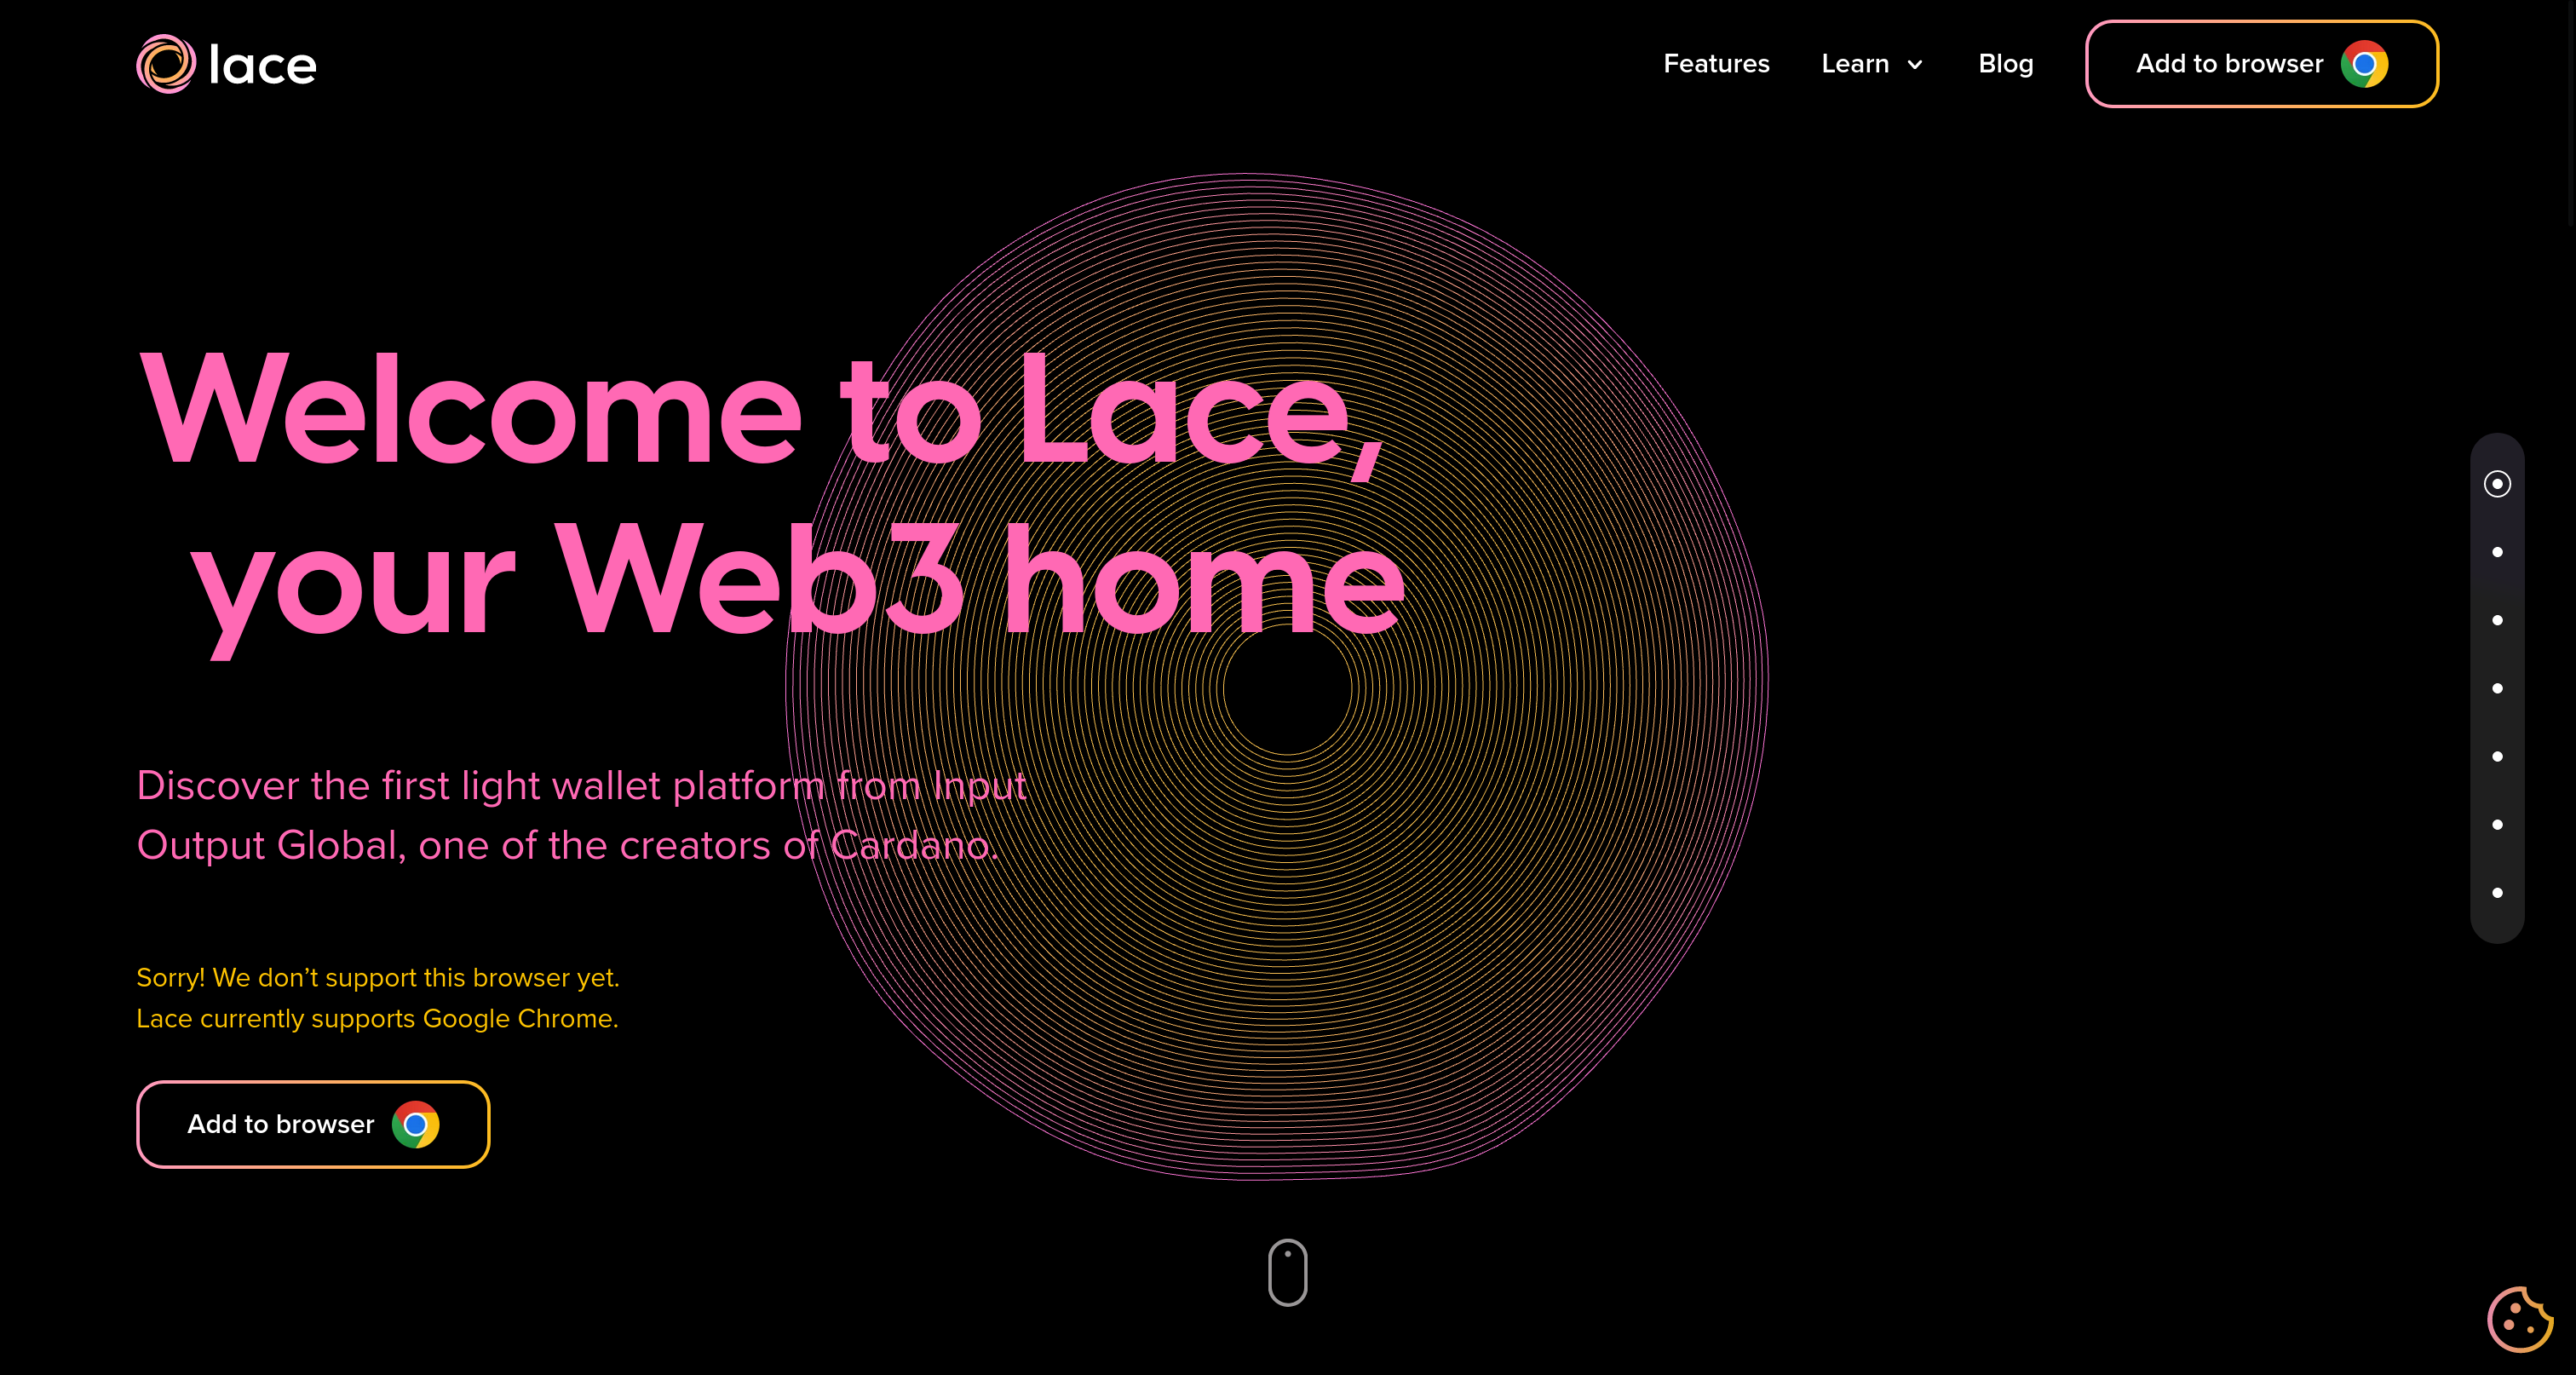 lace
Features
Learn
Blog
Add to browser
Welcome to Lace,
your Web3 home
Discover the first light wallet platform from Input
Output Global, one of the creators of Cardano.
Sorry! We don’t support this browser yet.
Lace currently supports Google Chrome.
Add to browser